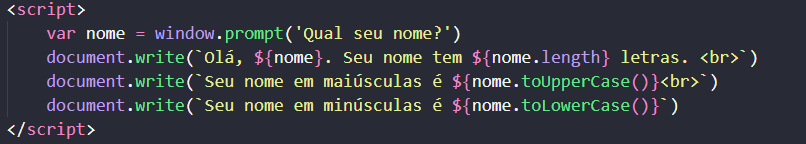 <script>
var nome = window.prompt('Qual seu nome?')
document.write(`Olá, ${nome}. Seu nome tem ${nome.length} letras. <br>`)
document.write(`Seu nome em maiúsculas é ${nome.toUpperCase()}<br>`)
document.write(`Seu nome em minúsculas é ${nome.toLowerCase()}`)
</script>